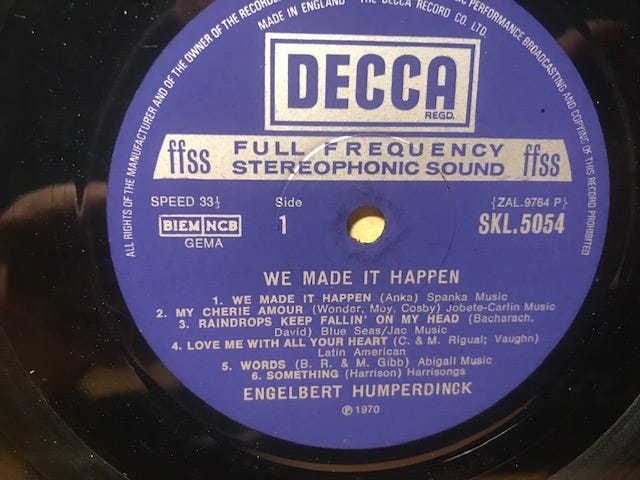 ALL RIGHTS OF THE MANUFACTURER AND OF THE OWNER OF THE RECORDED
MADE IN ENGLAND
THE DECCA RECORD CO. LTD.
PERFORMANCE BROADCASTING AND COPYING OF THIS RECORD PROHIBITED
DECCA
REGD.
ffss FULL FREQUENCY ffss
STEREOPHONIC SOUND
SPEED 33⅓ Side {ZAL.9764 P}
BIEM NCB 1 SKL.5054
GEMA
WE MADE IT HAPPEN
1. WE MADE IT HAPPEN (Anka) Spanka Music
2. MY CHERIE AMOUR (Wonder, Moy, Cosby) Jobete-Carlin Music
3. RAINDROPS KEEP FALLIN' ON MY HEAD (Bacharach,
David) Blue Seas/Jac Music
4. LOVE ME WITH ALL YOUR HEART (C. & M. Rigual; Vaughn)
Latin American
5. WORDS (B. R. & M. Gibb) Abigail Music
6. SOMETHING (Harrison) Harrisongs
ENGELBERT HUMPERDINCK
℗ 1970